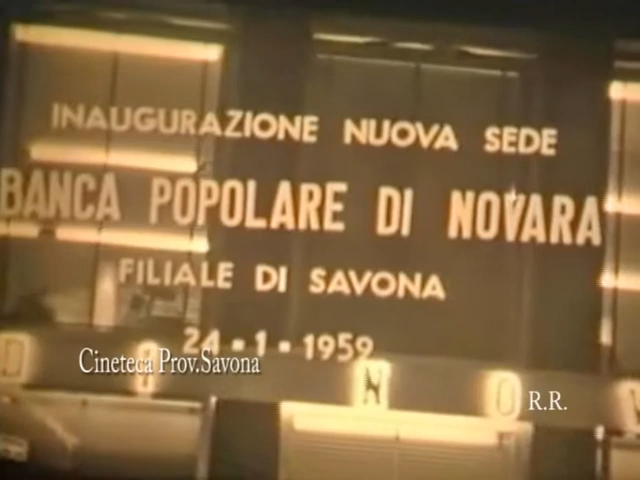 INAUGURAZIONE NUOVA SEDE
BANCA POPOLARE DI NOVARA
FILIALE DI SAVONA
24-1-1959
Cineteca Prov.Savona
R.R.
D I N O V